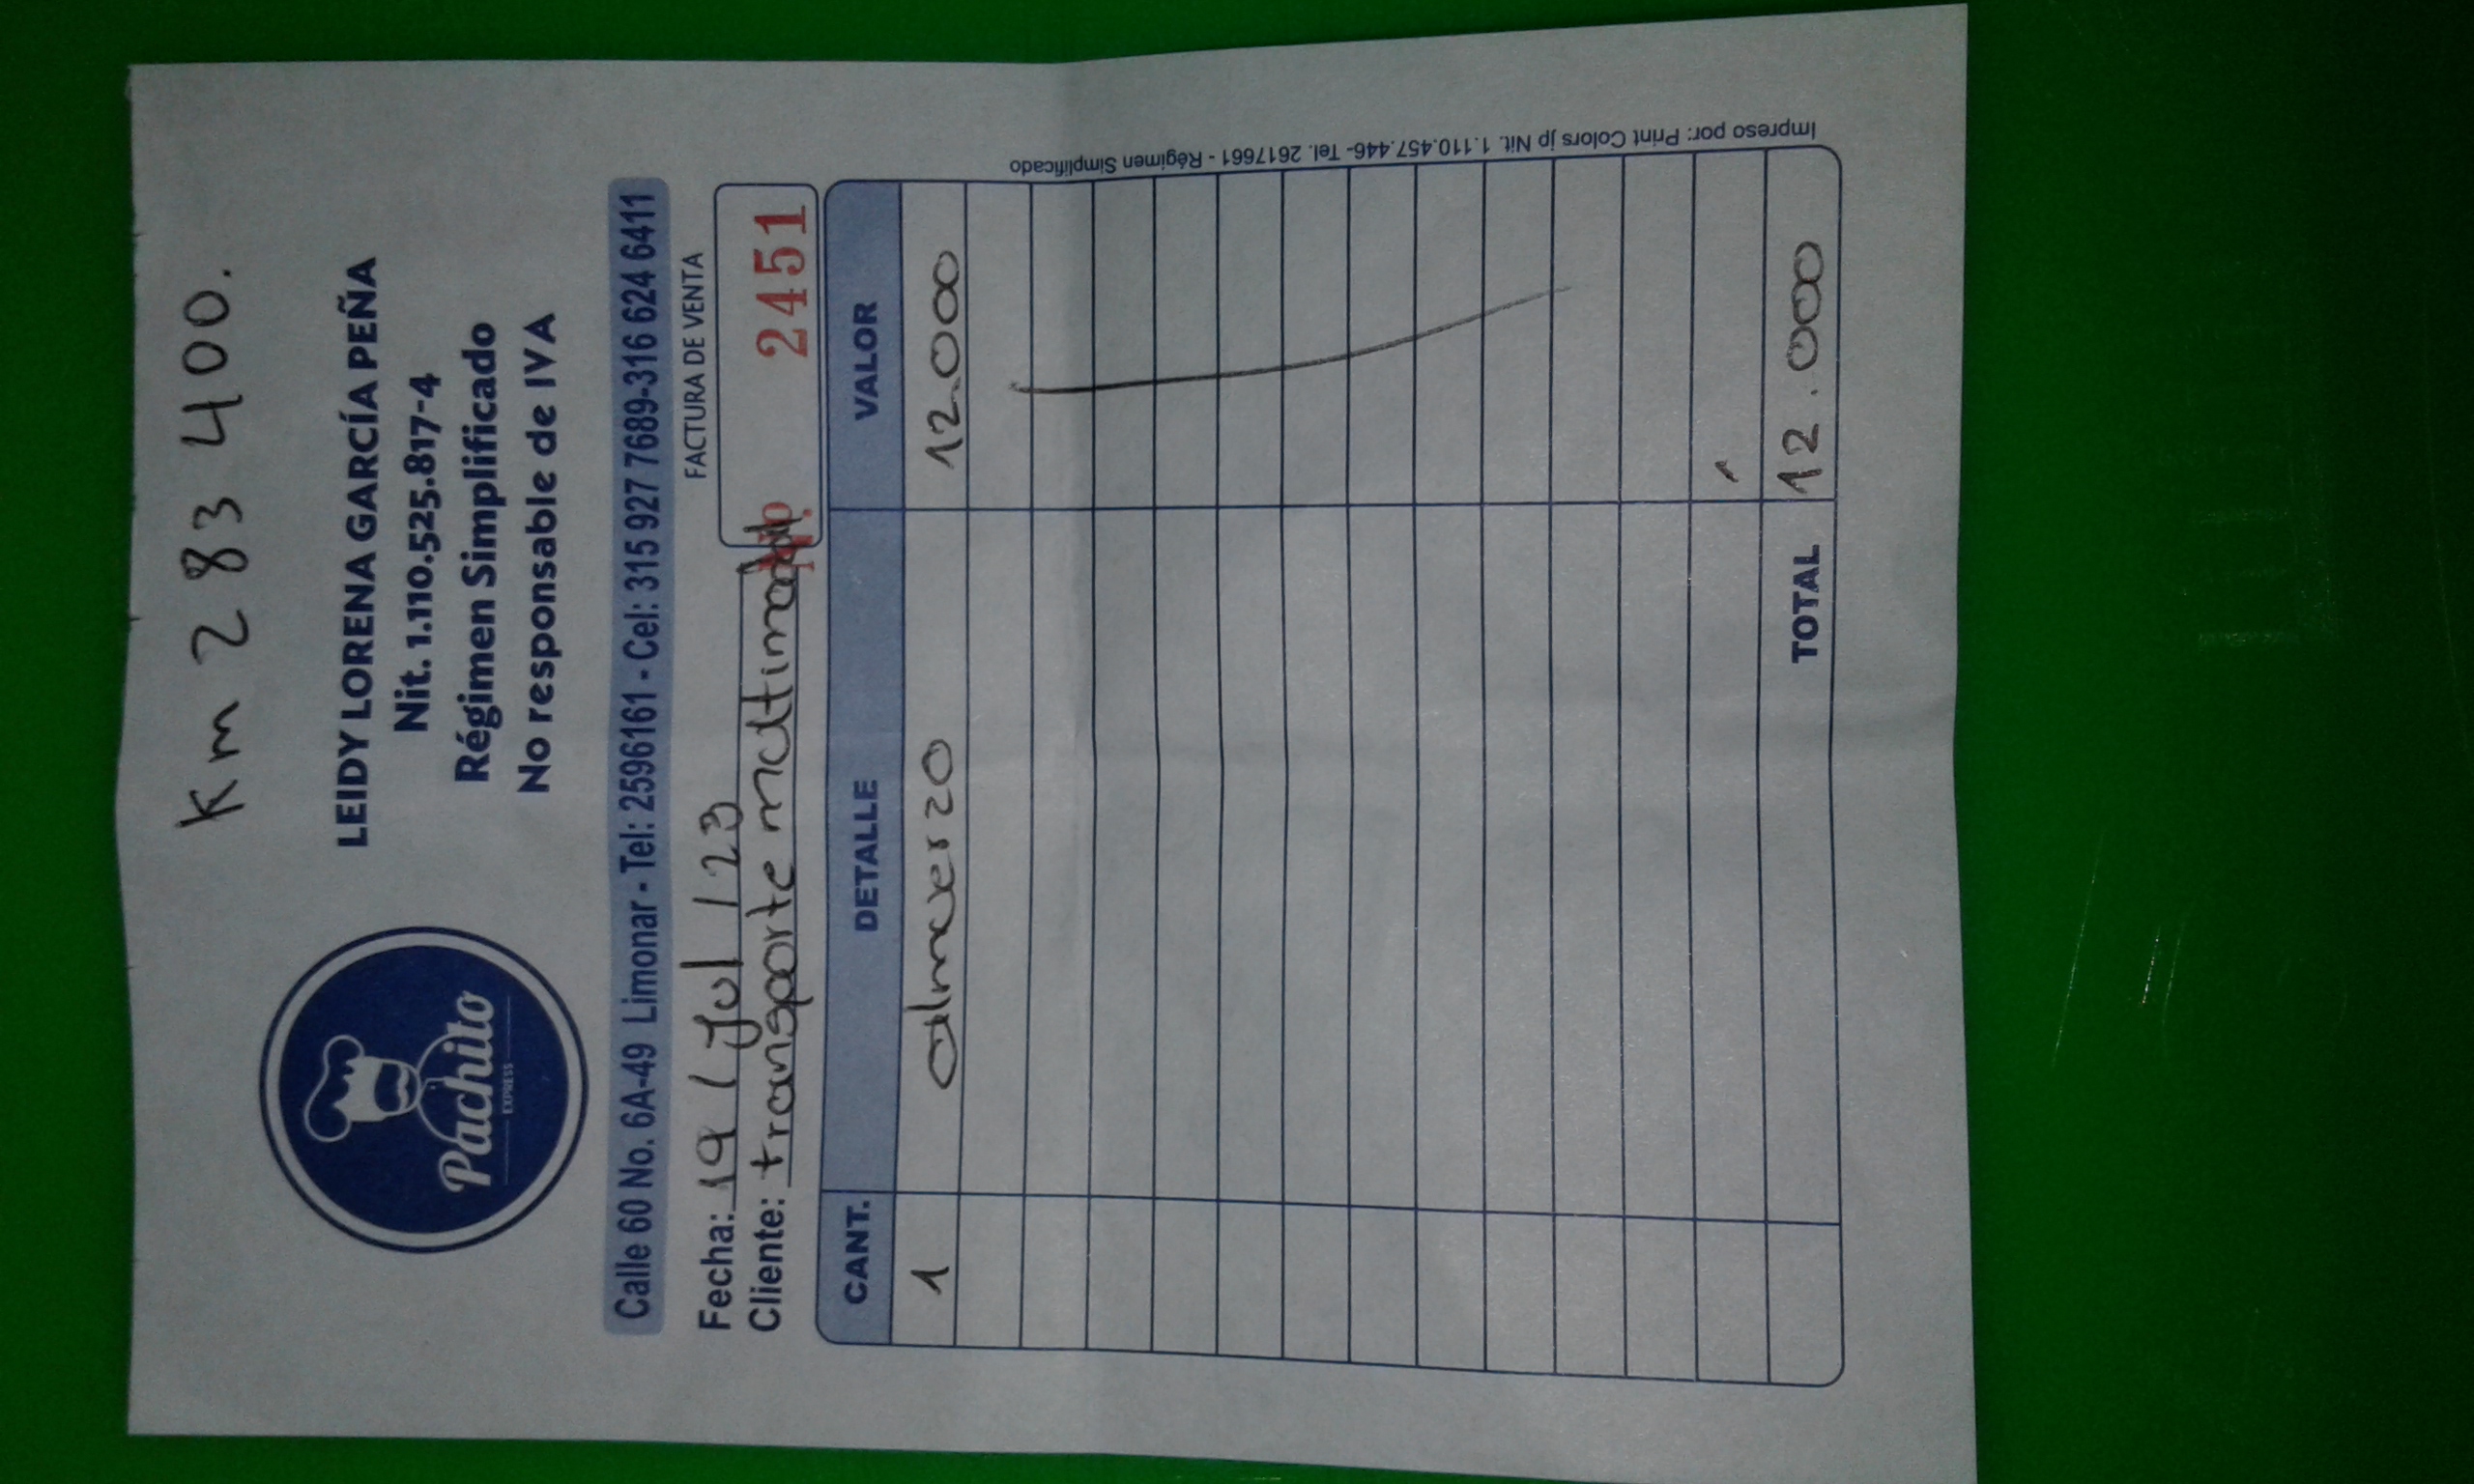 Km 283 400.
Pachito
EXPRESS
LEIDY LORENA GARCÍA PEÑA
Nit. 1.110.525.817-4
Régimen Simplificado
No responsable de IVA
Calle 60 No. 6A-49 Limonar - Tel: 2596161 - Cel: 315 927 7689-316 624 6411
FACTURA DE VENTA
Fecha: 19 / Jul / 23
No. 2451
Cliente: transporte multimodal
CANT. DETALLE VALOR
1 almuerzo 12.000
TOTAL 12.000
Impreso por: Print Colors jp Nit. 1.110.457.446- Tel. 2617661 - Régimen Simplificado